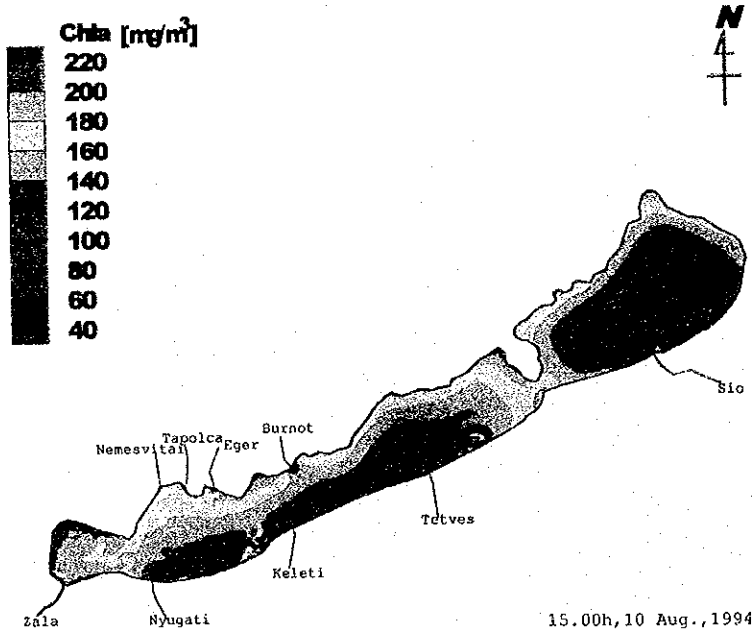 Chla [mg/m³]
220
200
180
160
140
120
100
80
60
40
N
Sio
Burnot
Tapolca
Eger
Nemesvitai
Tetves
Keleti
Zala
Nyugati
15.00h,10 Aug.,1994